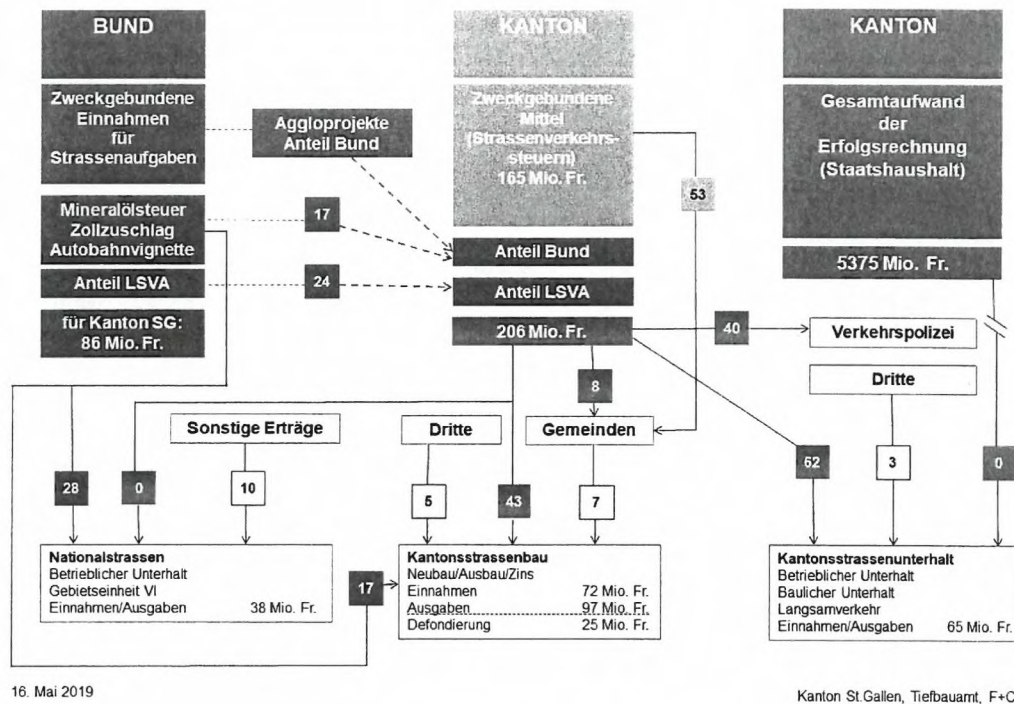 BUND
Zweckgebundene
Einnahmen
für
Strassenaufgaben
Mineralölsteuer
Zollzuschlag
Autobahnvignette
Anteil LSVA
für Kanton SG:
86 Mio. Fr.
Aggloprojekte
Anteil Bund
17
24
KANTON
Zweckgebundene
Mittel
(Strassenverkehrs-
steuern)
165 Mio. Fr.
Anteil Bund
Anteil LSVA
206 Mio. Fr.
53
40
8
KANTON
Gesamtaufwand
der
Erfolgsrechnung
(Staatshaushalt)
5375 Mio. Fr.
Verkehrspolizei
Dritte
Sonstige Erträge
Dritte
Gemeinden
28
0
10
5
43
7
62
3
0
Nationalstrassen
Betrieblicher Unterhalt
Gebietseinheit VI
Einnahmen/Ausgaben 38 Mio. Fr.
17
Kantonsstrassenbau
Neubau/Ausbau/Zins
Einnahmen 72 Mio. Fr.
Ausgaben 97 Mio. Fr.
Defondierung 25 Mio. Fr.
Kantonsstrassenunterhalt
Betrieblicher Unterhalt
Baulicher Unterhalt
Langsamverkehr
Einnahmen/Ausgaben 65 Mio. Fr.
16. Mai 2019
Kanton St.Gallen, Tiefbauamt, F+C